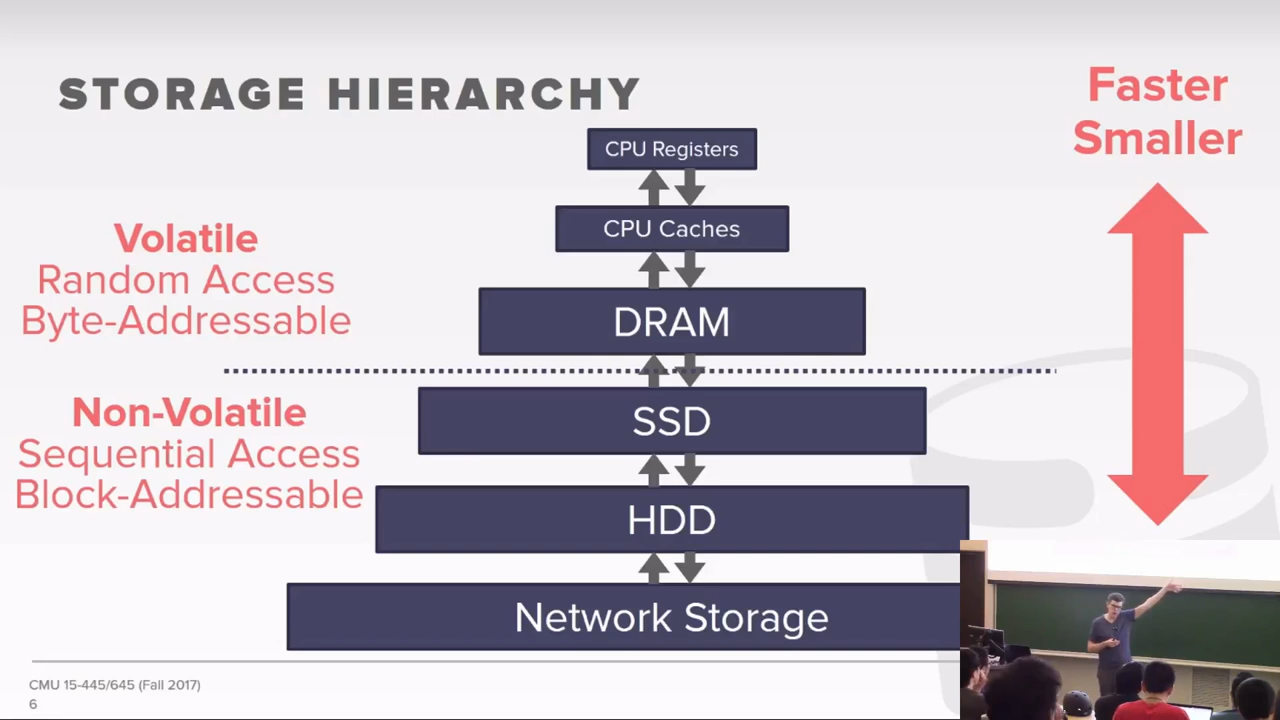 STORAGE HIERARCHY
Faster
Smaller
CPU Registers
CPU Caches
Volatile
Random Access
Byte-Addressable
DRAM
Non-Volatile
Sequential Access
Block-Addressable
SSD
HDD
Network Storage
CMU 15-445/645 (Fall 2017)
6